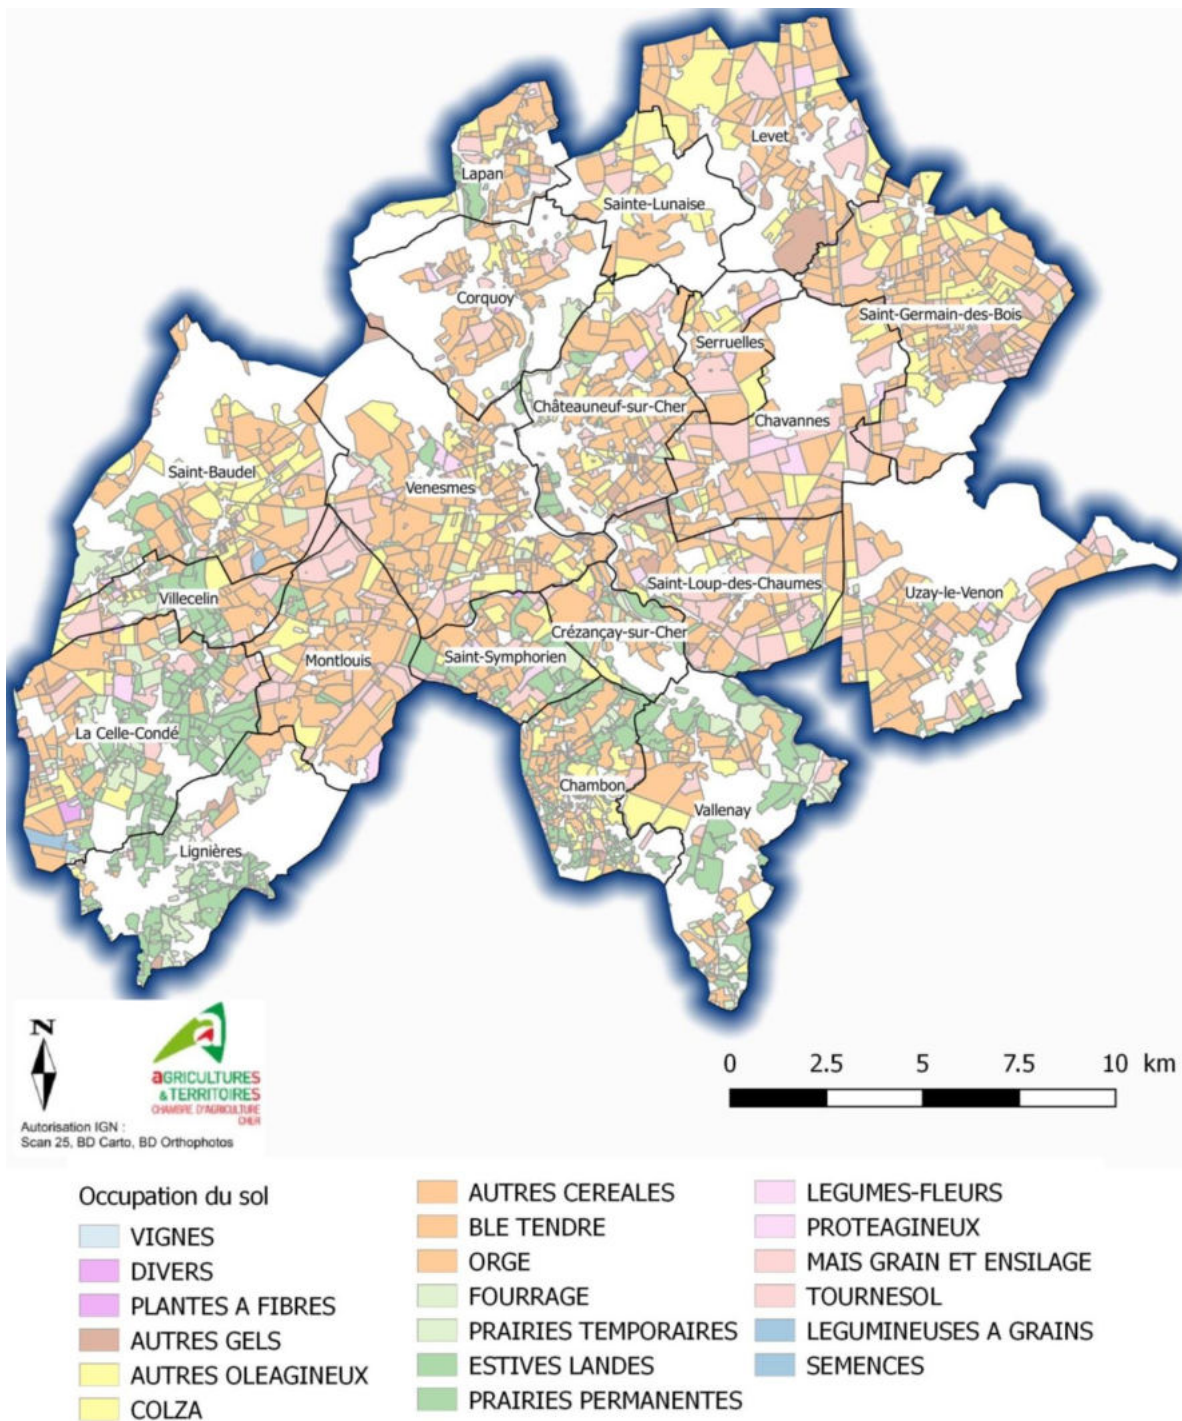 Levet
Lapan
Sainte-Lunaise
Corquoy
Saint-Germain-des-Bois
Serruelles
Châteauneuf-sur-Cher
Chavannes
Saint-Baudel
Venesmes
Saint-Loup-des-Chaumes
Uzay-le-Venon
Villecelin
Crézançay-sur-Cher
Montlouis
Saint-Symphorien
La Celle-Condé
Chambon
Vallenay
Lignières
N
a
AGRICULTURES
& TERRITOIRES
CHAMBRE D'AGRICULTURE
CHER
Autorisation IGN :
Scan 25, BD Carto, BD Orthophotos
0 2.5 5 7.5 10 km
Occupation du sol
VIGNES
DIVERS
PLANTES A FIBRES
AUTRES GELS
AUTRES OLEAGINEUX
COLZA
AUTRES CEREALES
BLE TENDRE
ORGE
FOURRAGE
PRAIRIES TEMPORAIRES
ESTIVES LANDES
PRAIRIES PERMANENTES
LEGUMES-FLEURS
PROTEAGINEUX
MAIS GRAIN ET ENSILAGE
TOURNESOL
LEGUMINEUSES A GRAINS
SEMENCES